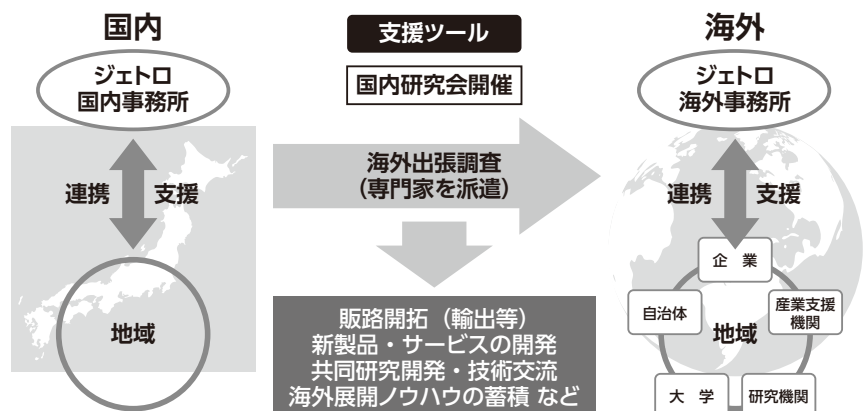 国内
ジェトロ
国内事務所
連携
支援
地域
支援ツール
国内研究会開催
海外出張調査
(専門家を派遣)
販路開拓（輸出等）
新製品・サービスの開発
共同研究開発・技術交流
海外展開ノウハウの蓄積 など
海外
ジェトロ
海外事務所
連携
支援
企　業
自治体
産業支援
機関
地域
大　学
研究機関